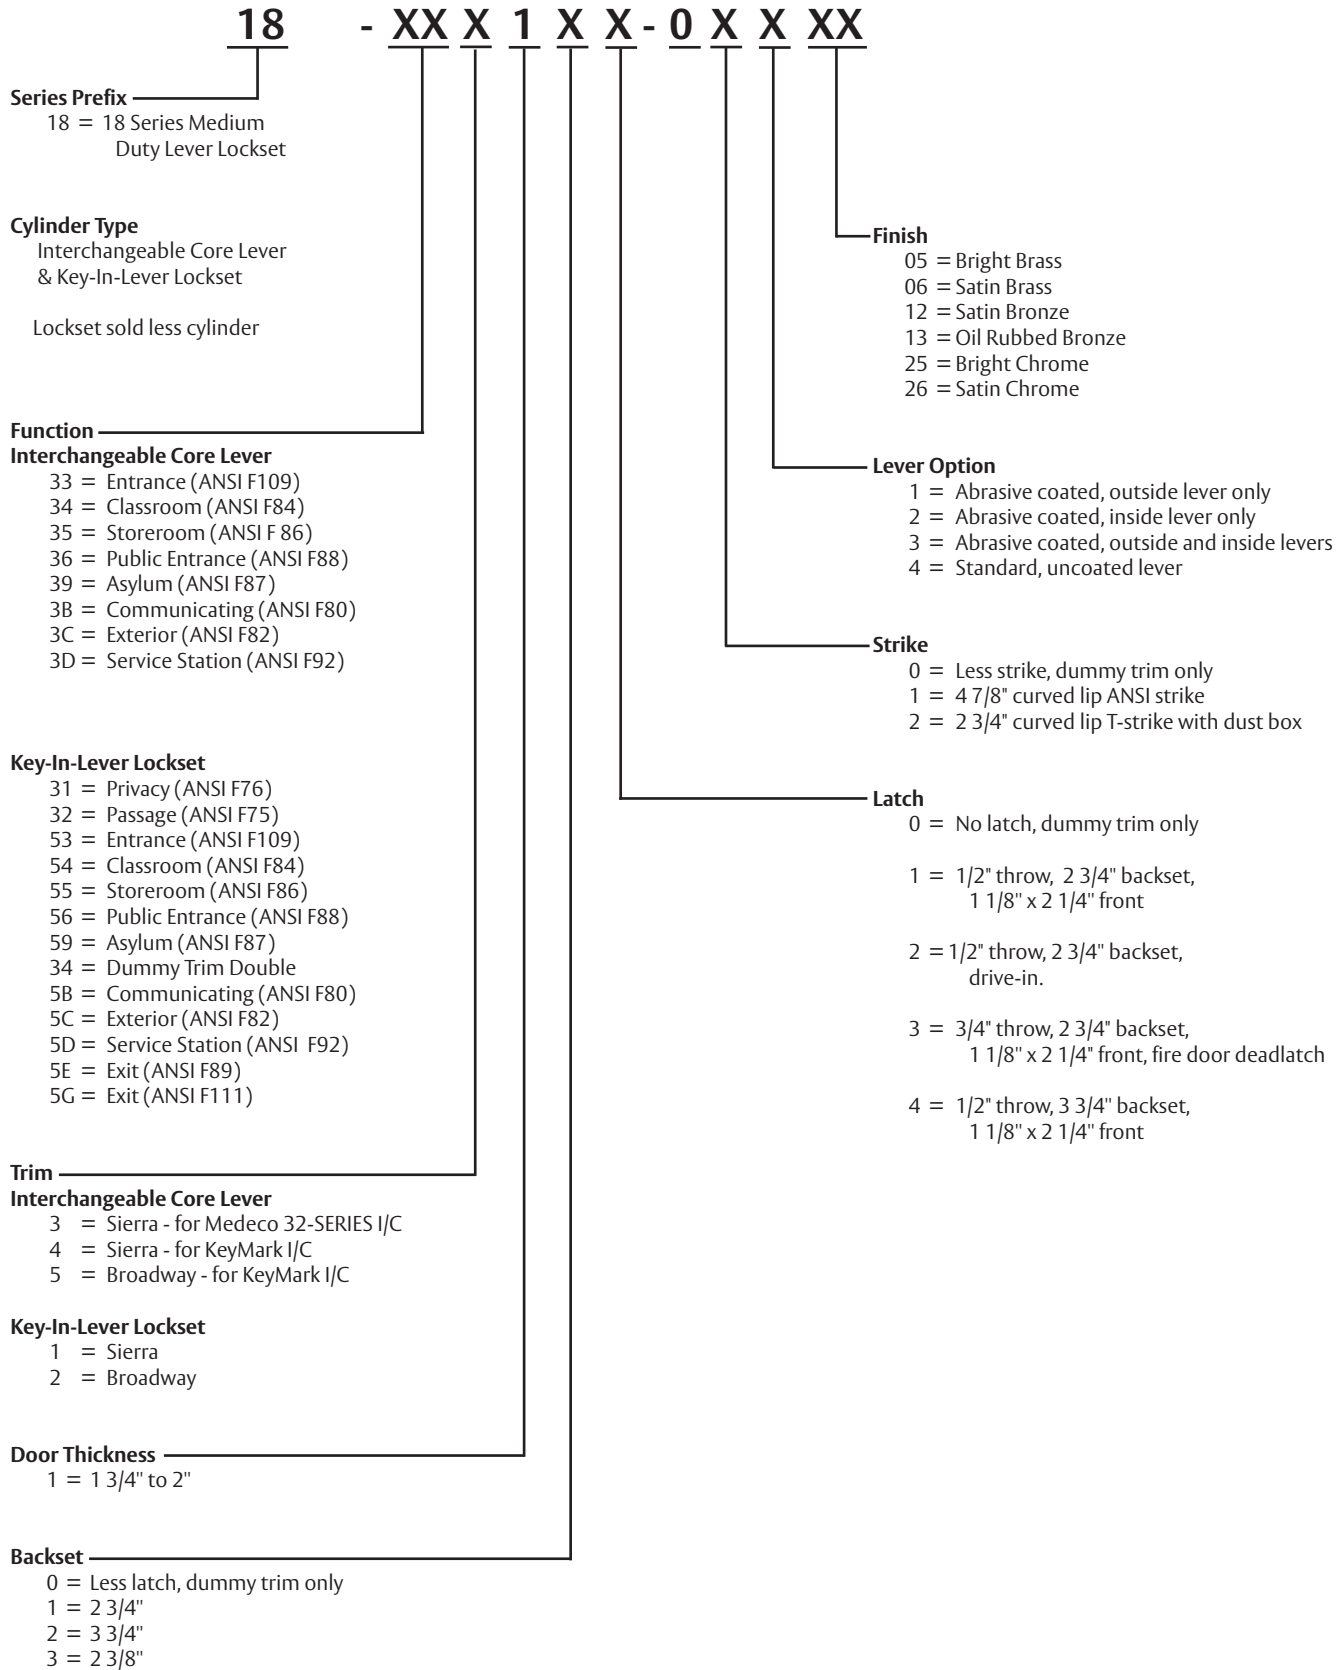 18 - XX X 1 X X - 0 X X XX
Series Prefix
18 = 18 Series Medium
Duty Lever Lockset
Cylinder Type
Interchangeable Core Lever
& Key-In-Lever Lockset
Lockset sold less cylinder
Function
Interchangeable Core Lever
33 = Entrance (ANSI F109)
34 = Classroom (ANSI F84)
35 = Storeroom (ANSI F 86)
36 = Public Entrance (ANSI F88)
39 = Asylum (ANSI F87)
3B = Communicating (ANSI F80)
3C = Exterior (ANSI F82)
3D = Service Station (ANSI F92)
Key-In-Lever Lockset
31 = Privacy (ANSI F76)
32 = Passage (ANSI F75)
53 = Entrance (ANSI F109)
54 = Classroom (ANSI F84)
55 = Storeroom (ANSI F86)
56 = Public Entrance (ANSI F88)
59 = Asylum (ANSI F87)
34 = Dummy Trim Double
5B = Communicating (ANSI F80)
5C = Exterior (ANSI F82)
5D = Service Station (ANSI F92)
5E = Exit (ANSI F89)
5G = Exit (ANSI F111)
Trim
Interchangeable Core Lever
3 = Sierra - for Medeco 32-SERIES I/C
4 = Sierra - for KeyMark I/C
5 = Broadway - for KeyMark I/C
Key-In-Lever Lockset
1 = Sierra
2 = Broadway
Door Thickness
1 = 1 3/4" to 2"
Backset
0 = Less latch, dummy trim only
1 = 2 3/4"
2 = 3 3/4"
3 = 2 3/8"
Finish
05 = Bright Brass
06 = Satin Brass
12 = Satin Bronze
13 = Oil Rubbed Bronze
25 = Bright Chrome
26 = Satin Chrome
Lever Option
1 = Abrasive coated, outside lever only
2 = Abrasive coated, inside lever only
3 = Abrasive coated, outside and inside levers
4 = Standard, uncoated lever
Strike
0 = Less strike, dummy trim only
1 = 4 7/8" curved lip ANSI strike
2 = 2 3/4" curved lip T-strike with dust box
Latch
0 = No latch, dummy trim only
1 = 1/2" throw, 2 3/4" backset,
1 1/8" x 2 1/4" front
2 = 1/2" throw, 2 3/4" backset,
drive-in.
3 = 3/4" throw, 2 3/4" backset,
1 1/8" x 2 1/4" front, fire door deadlatch
4 = 1/2" throw, 3 3/4" backset,
1 1/8" x 2 1/4" front